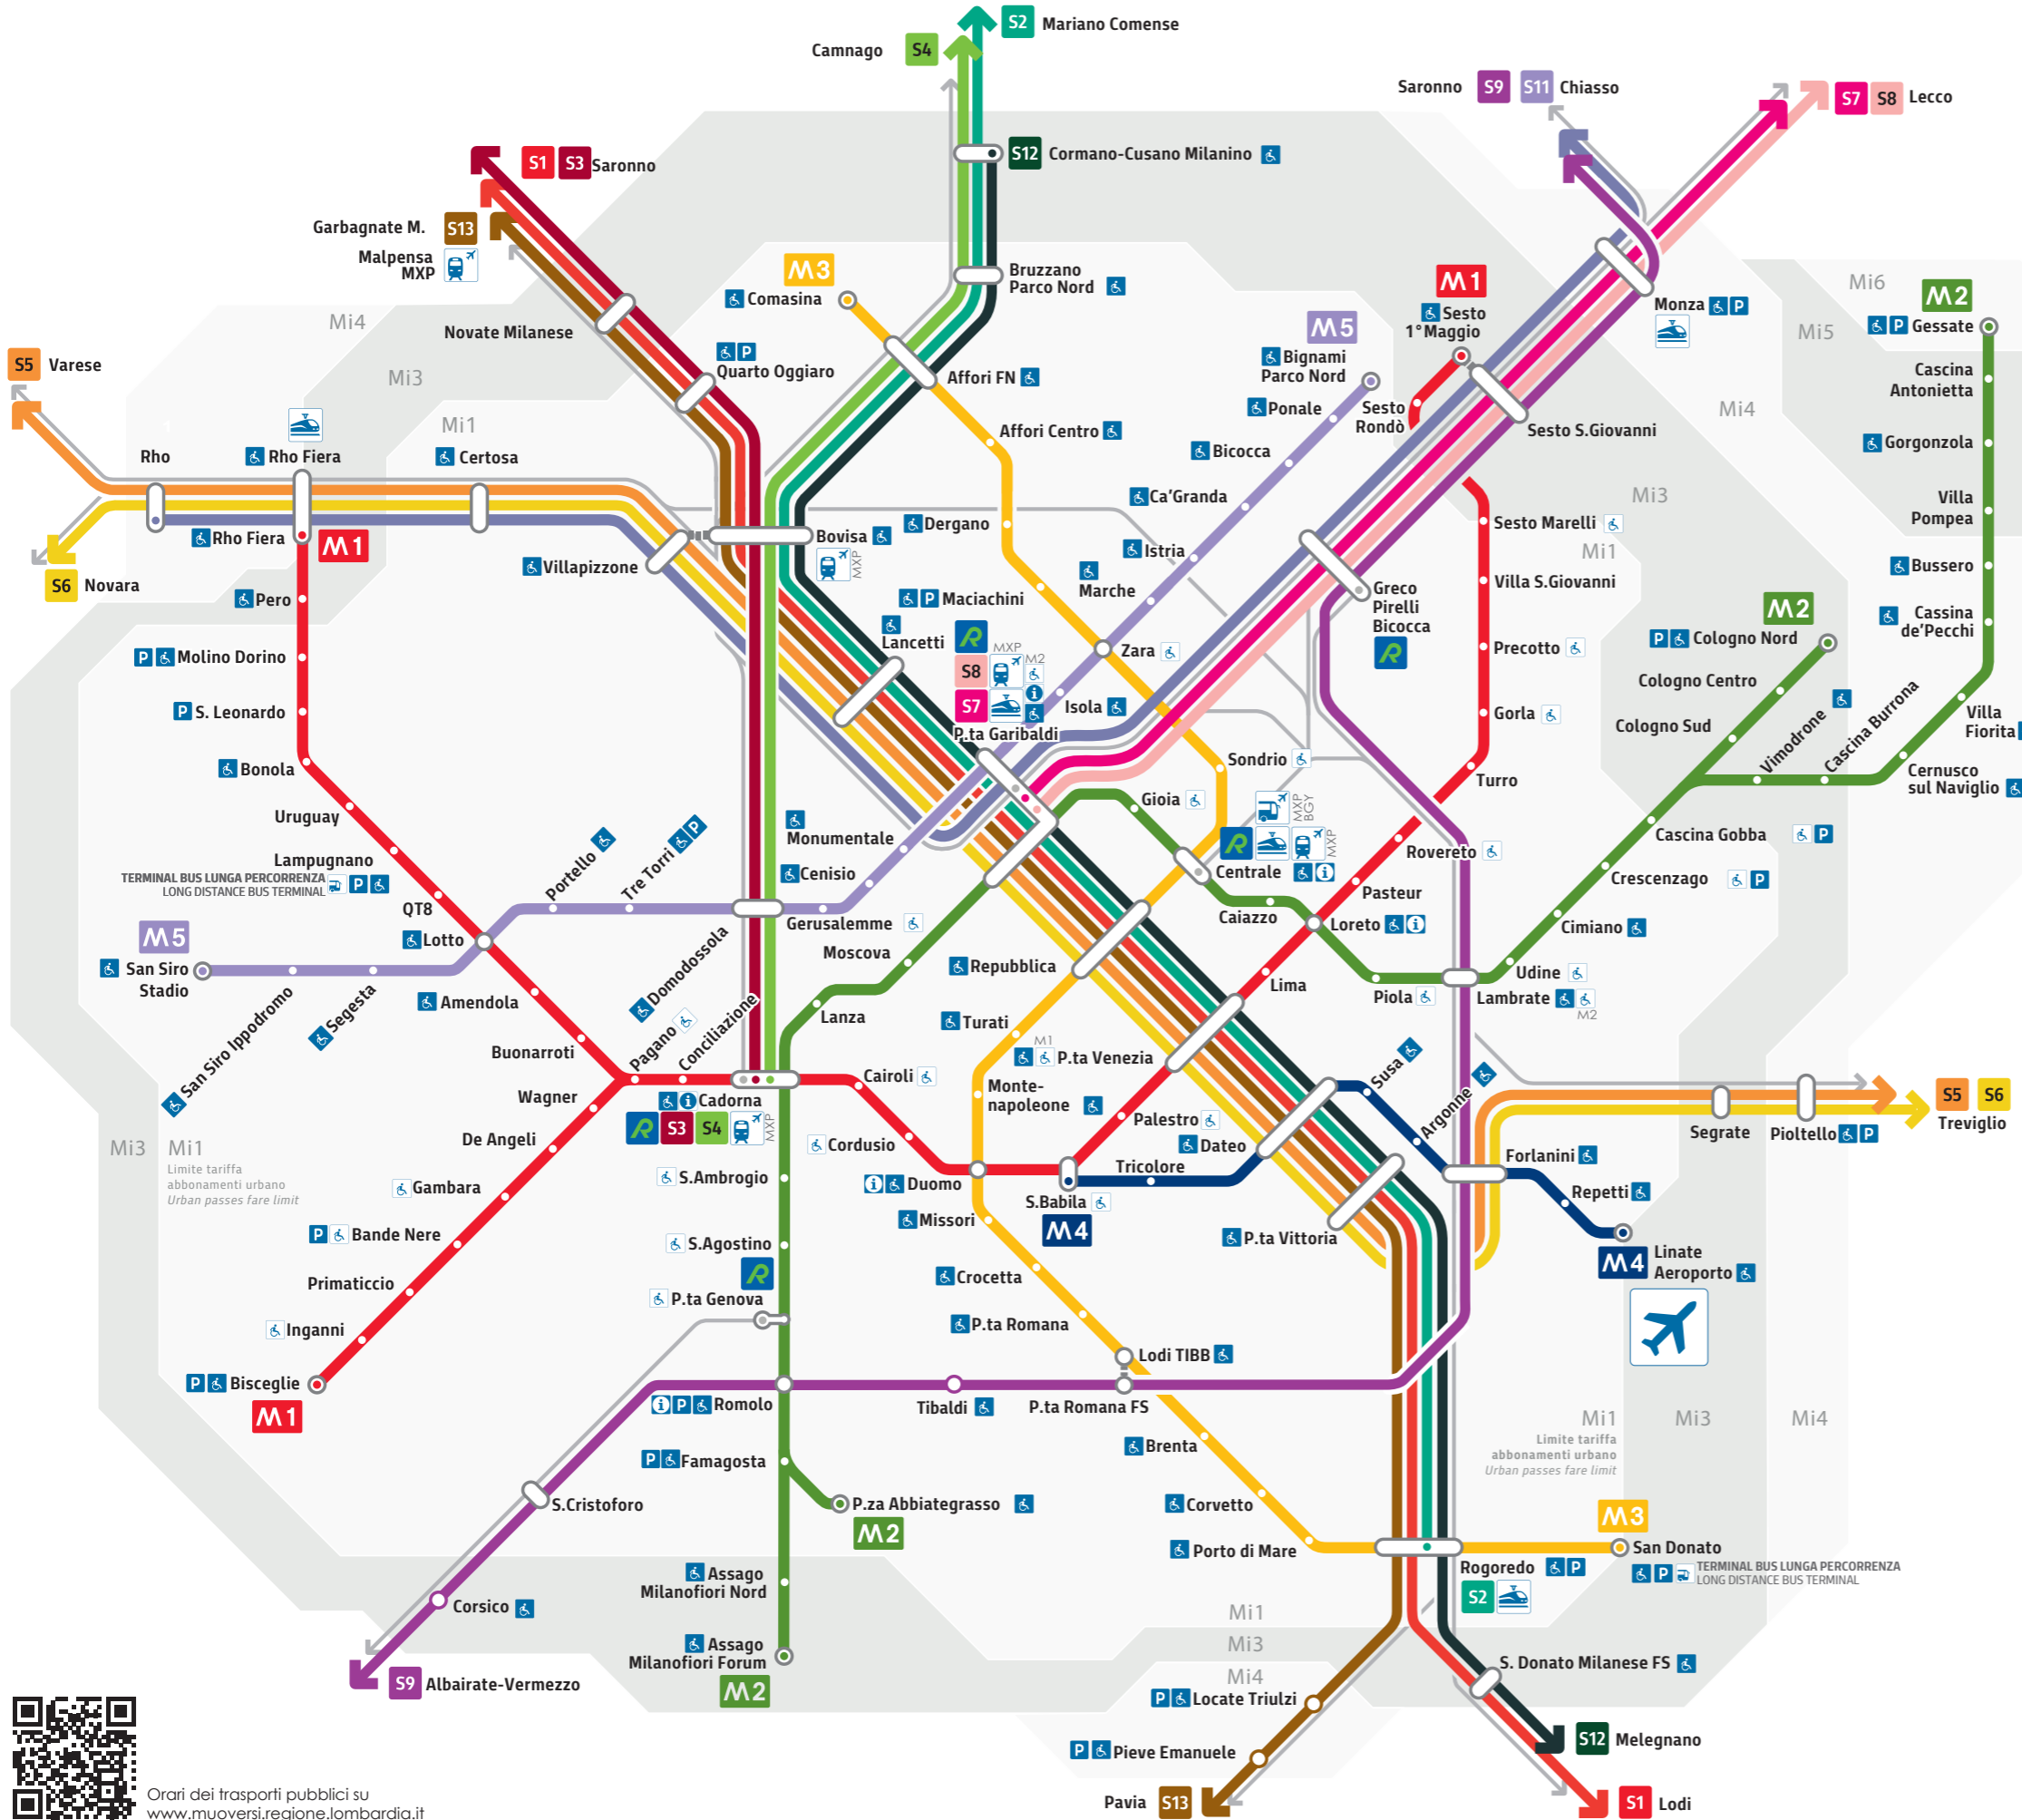 S2 Mariano Comense
Camnago S4
Saronno S9 S11 Chiasso
S7 S8 Lecco
S12 Cormano-Cusano Milanino
S1 S3 Saronno
Garbagnate M. S13
Malpensa
MXP
M3
Comasina
Bruzzano
Parco Nord
M1
Sesto
1°Maggio
Monza
Mi6
M2
Gessate
Mi5
Mi4
Novate Milanese
M5
Bignami
Parco Nord
S5 Varese
Mi3
Quarto Oggiaro
Affori FN
Ponale
Sesto
Rondò
Sesto S.Giovanni
Mi4
Cascina
Antonietta
Mi1
Affori Centro
Bicocca
Gorgonzola
Rho
Rho Fiera
Certosa
Ca'Granda
Mi3
Villa
Pompea
Rho Fiera
M1
Bovisa
MXP
Dergano
Istria
Sesto Marelli
Mi1
Bussero
S6 Novara
Villapizzone
Marche
Greco
Pirelli
Bicocca
Villa S.Giovanni
Pero
Maciachini
M2
Cassina
de'Pecchi
Lancetti
Cologno Nord
Molino Dorino
S8
MXP
M2
Zara
Precotto
Cologno Centro
S. Leonardo
S7
Isola
Gorla
Cologno Sud
Vimodrone
Cascina Burrona
Villa
Fiorita
P.ta Garibaldi
Bonola
Sondrio
Turro
Cernusco
sul Naviglio
Uruguay
Gioia
MXP
BGY
Monumentale
MXP
Cascina Gobba
Lampugnano
TERMINAL BUS LUNGA PERCORRENZA
LONG DISTANCE BUS TERMINAL
Portello
Tre Torri
Cenisio
Centrale
Rovereto
Crescenzago
QT8
Pasteur
Lotto
Gerusalemme
Caiazzo
Loreto
Cimiano
M5
San Siro
Stadio
Moscova
Repubblica
Lima
Piola
Udine
Lambrate
M2
San Siro Ippodromo
Segesta
Amendola
Domodossola
Lanza
Turati
Buonarroti
Pagano
Conciliazione
M1
P.ta Venezia
Susa
Argonne
Wagner
Cadorna
S3 S4
MXP
Cairoli
Monte-
napoleone
Palestro
S5 S6
Treviglio
Segrate
Pioltello
De Angeli
Cordusio
Dateo
Tricolore
Forlanini
Mi3
Mi1
Limite tariffa
abbonamenti urbano
Urban passes fare limit
S.Ambrogio
Duomo
S.Babila
M4
Repetti
Gambara
Missori
P.ta Vittoria
Bande Nere
S.Agostino
M4
Linate
Aeroporto
Crocetta
Primaticcio
P.ta Genova
P.ta Romana
Inganni
Lodi TIBB
Bisceglie
M1
Romolo
Tibaldi
P.ta Romana FS
Mi1
Mi3
Mi4
Limite tariffa
abbonamenti urbano
Urban passes fare limit
Brenta
Famagosta
S.Cristoforo
P.za Abbiategrasso
M2
Corvetto
M3
San Donato
TERMINAL BUS LUNGA PERCORRENZA
LONG DISTANCE BUS TERMINAL
Porto di Mare
Rogoredo
S2
Assago
Milanofiori Nord
Corsico
Mi1
Mi3
Mi4
Assago
Milanofiori Forum
M2
S9 Albairate-Vermezzo
S. Donato Milanese FS
Locate Triulzi
S12 Melegnano
Pieve Emanuele
Orari dei trasporti pubblici su
www.muoversi.regione.lombardia.it
Pavia S13
S1 Lodi